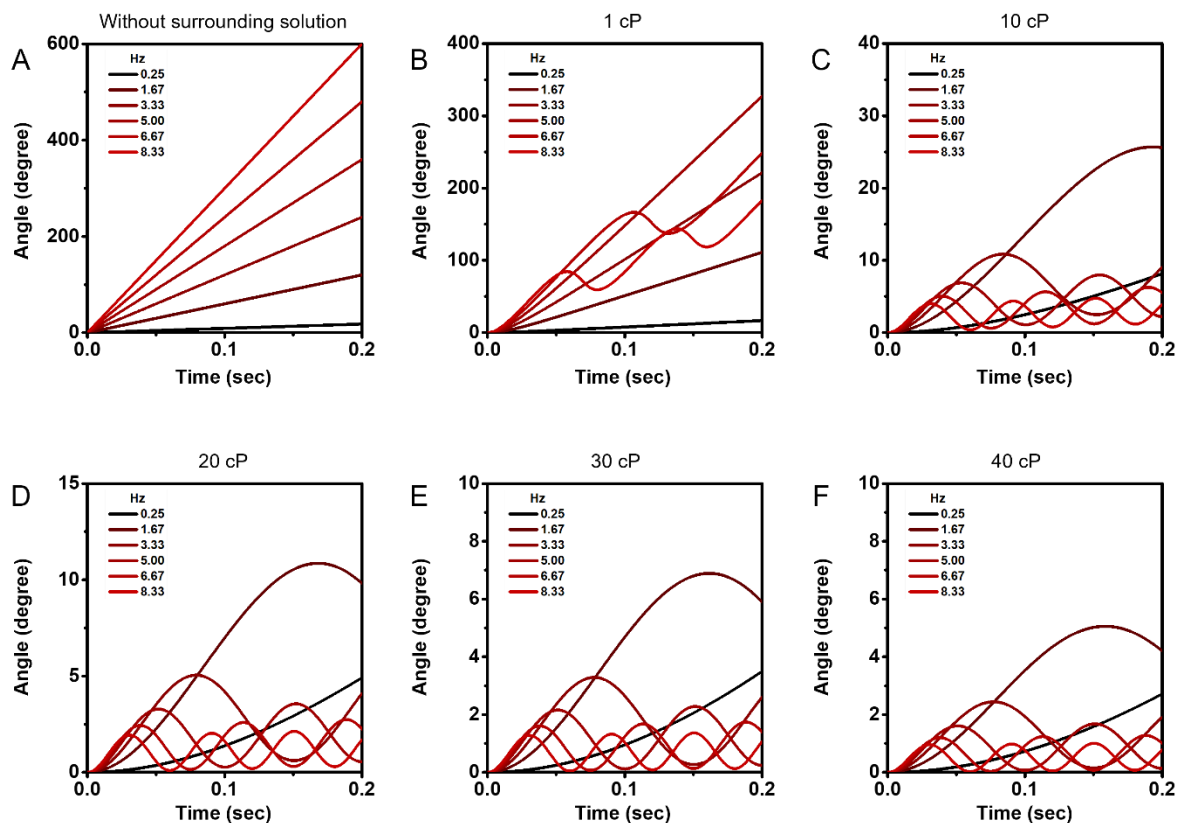 Without surrounding solution
A
Angle (degree)
600
400
200
0
Hz
0.25
1.67
3.33
5.00
6.67
8.33
0.0 0.1 0.2
Time (sec)
1 cP
B
Angle (degree)
400
300
200
100
0
Hz
0.25
1.67
3.33
5.00
6.67
8.33
0.0 0.1 0.2
Time (sec)
10 cP
C
Angle (degree)
40
30
20
10
0
Hz
0.25
1.67
3.33
5.00
6.67
8.33
0.0 0.1 0.2
Time (sec)
20 cP
D
Angle (degree)
15
10
5
0
Hz
0.25
1.67
3.33
5.00
6.67
8.33
0.0 0.1 0.2
Time (sec)
30 cP
E
Angle (degree)
10
8
6
4
2
0
Hz
0.25
1.67
3.33
5.00
6.67
8.33
0.0 0.1 0.2
Time (sec)
40 cP
F
Angle (degree)
10
8
6
4
2
0
Hz
0.25
1.67
3.33
5.00
6.67
8.33
0.0 0.1 0.2
Time (sec)